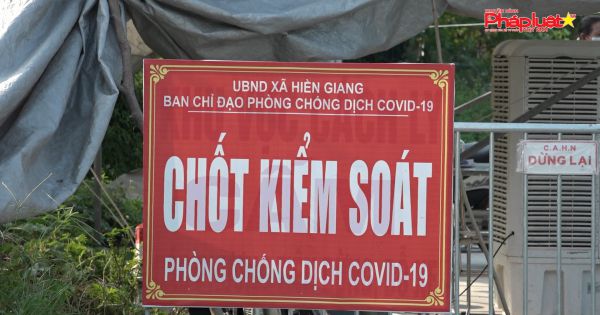 Pháp luật
UBND XÃ HIỀN GIANG
BAN CHỈ ĐẠO PHÒNG CHỐNG DỊCH COVID-19
CHỐT KIỂM SOÁT
PHÒNG CHỐNG DỊCH COVID-19
C.A.H.N
DỪNG LẠI